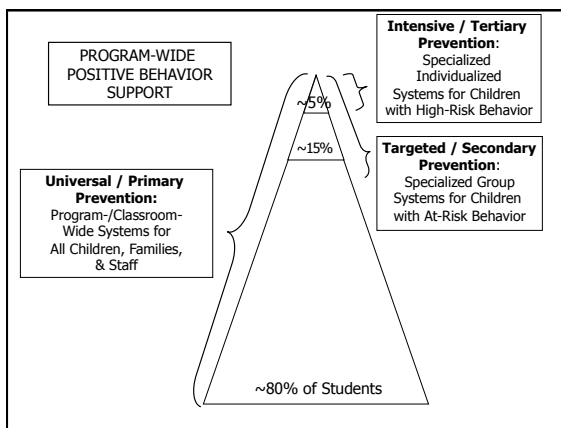 PROGRAM-WIDE
POSITIVE BEHAVIOR
SUPPORT
Intensive / Tertiary
Prevention:
Specialized
Individualized
Systems for Children
with High-Risk Behavior
~5%
~15%
Targeted / Secondary
Prevention:
Specialized Group
Systems for Children
with At-Risk Behavior
Universal / Primary
Prevention:
Program-/Classroom-
Wide Systems for
All Children, Families,
& Staff
~80% of Students